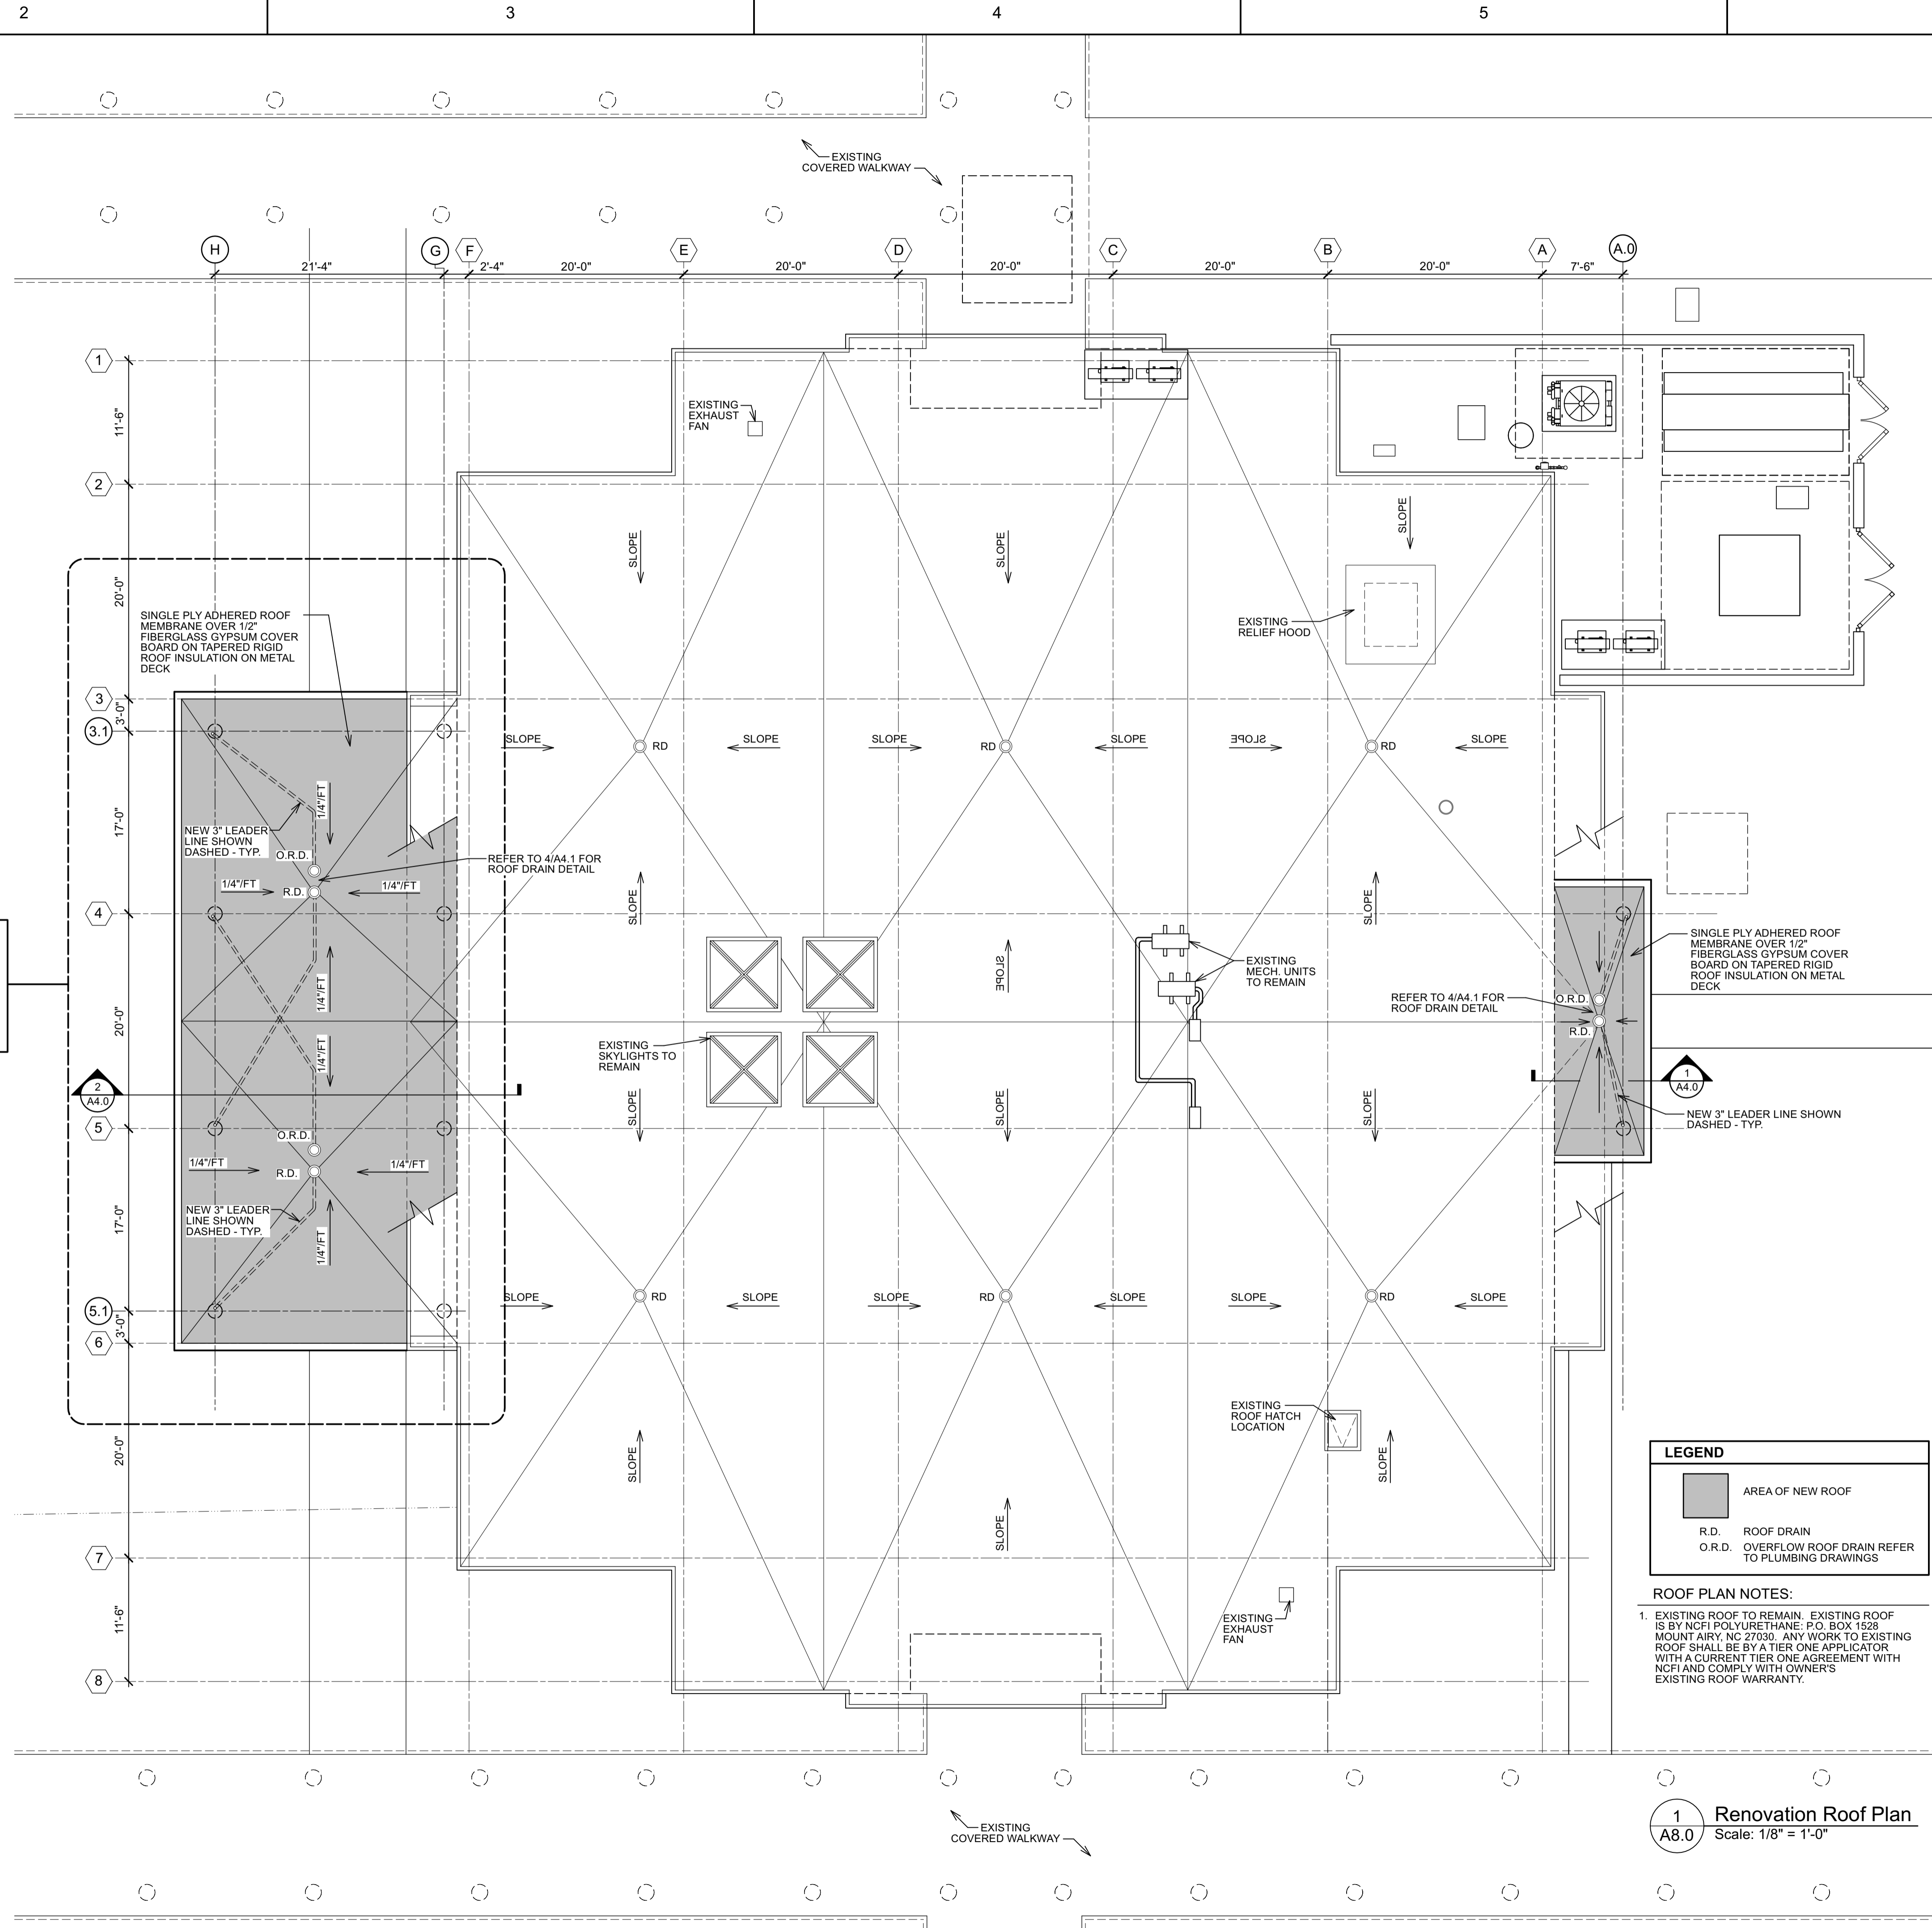 2
3
4
5
EXISTING
COVERED WALKWAY
H
G
F
E
D
C
B
A
A.0
21'-4"
2'-4"
20'-0"
20'-0"
20'-0"
20'-0"
20'-0"
7'-6"
1
11'-6"
2
20'-0"
3
3'-0"
3.1
17'-0"
4
20'-0"
5
17'-0"
5.1
3'-0"
6
20'-0"
7
11'-6"
8
EXISTING
EXHAUST
FAN
SLOPE
SLOPE
SLOPE
SINGLE PLY ADHERED ROOF
MEMBRANE OVER 1/2"
FIBERGLASS GYPSUM COVER
BOARD ON TAPERED RIGID
ROOF INSULATION ON METAL
DECK
EXISTING
RELIEF HOOD
SLOPE
SLOPE
SLOPE
SLOPE
SLOPE
SLOPE
RD
RD
RD
1/4"/FT
NEW 3" LEADER
LINE SHOWN
DASHED - TYP.
O.R.D.
REFER TO 4/A4.1 FOR
ROOF DRAIN DETAIL
1/4"/FT
R.D.
1/4"/FT
SLOPE
SLOPE
SLOPE
1/4"/FT
EXISTING
MECH. UNITS
TO REMAIN
SINGLE PLY ADHERED ROOF
MEMBRANE OVER 1/2"
FIBERGLASS GYPSUM COVER
BOARD ON TAPERED RIGID
ROOF INSULATION ON METAL
DECK
REFER TO 4/A4.1 FOR
ROOF DRAIN DETAIL
O.R.D.
R.D.
1/4"/FT
EXISTING
SKYLIGHTS TO
REMAIN
2
A4.0
1
A4.0
SLOPE
SLOPE
SLOPE
NEW 3" LEADER LINE SHOWN
DASHED - TYP.
O.R.D.
1/4"/FT
R.D.
1/4"/FT
NEW 3" LEADER
LINE SHOWN
DASHED - TYP.
1/4"/FT
SLOPE
SLOPE
SLOPE
SLOPE
SLOPE
SLOPE
RD
RD
RD
EXISTING
ROOF HATCH
LOCATION
SLOPE
SLOPE
SLOPE
EXISTING
EXHAUST
FAN
LEGEND
AREA OF NEW ROOF
R.D. ROOF DRAIN
O.R.D. OVERFLOW ROOF DRAIN REFER
TO PLUMBING DRAWINGS
ROOF PLAN NOTES:
1. EXISTING ROOF TO REMAIN. EXISTING ROOF
IS BY NCFI POLYURETHANE: P.O. BOX 1528
MOUNT AIRY, NC 27030. ANY WORK TO EXISTING
ROOF SHALL BE BY A TIER ONE APPLICATOR
WITH A CURRENT TIER ONE AGREEMENT WITH
NCFI AND COMPLY WITH OWNER'S
EXISTING ROOF WARRANTY.
EXISTING
COVERED WALKWAY
1
A8.0
Renovation Roof Plan
Scale: 1/8" = 1'-0"